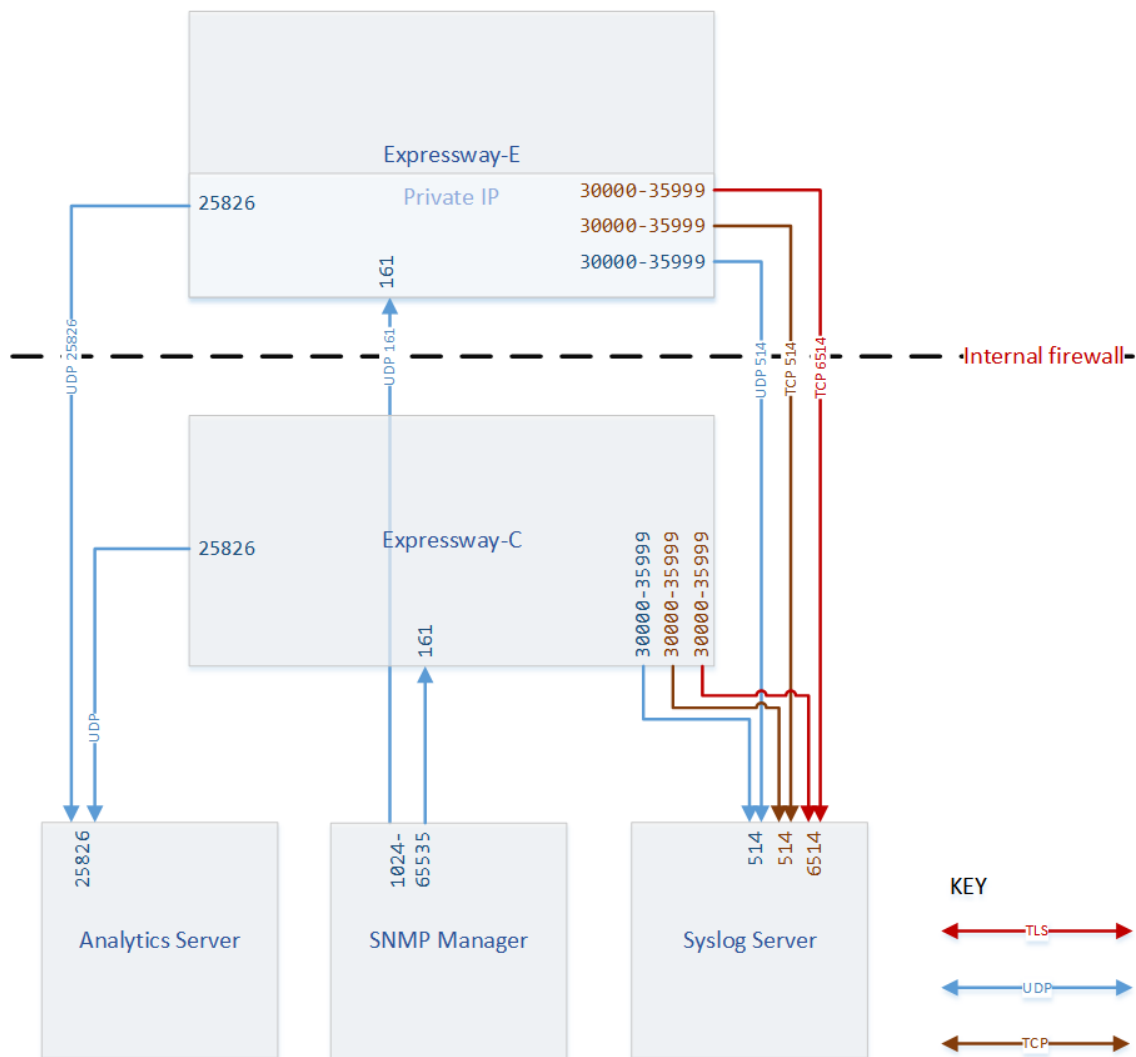 Expressway-E
Private IP
25826
30000-35999
30000-35999
30000-35999
161
UDP 25826
UDP 161
UDP 514
TCP 514
TCP 6514
Internal firewall
Expressway-C
25826
30000-35999
30000-35999
30000-35999
161
UDP
25826
1024-
65535
514
514
6514
Analytics Server
SNMP Manager
Syslog Server
KEY
TLS
UDP
TCP